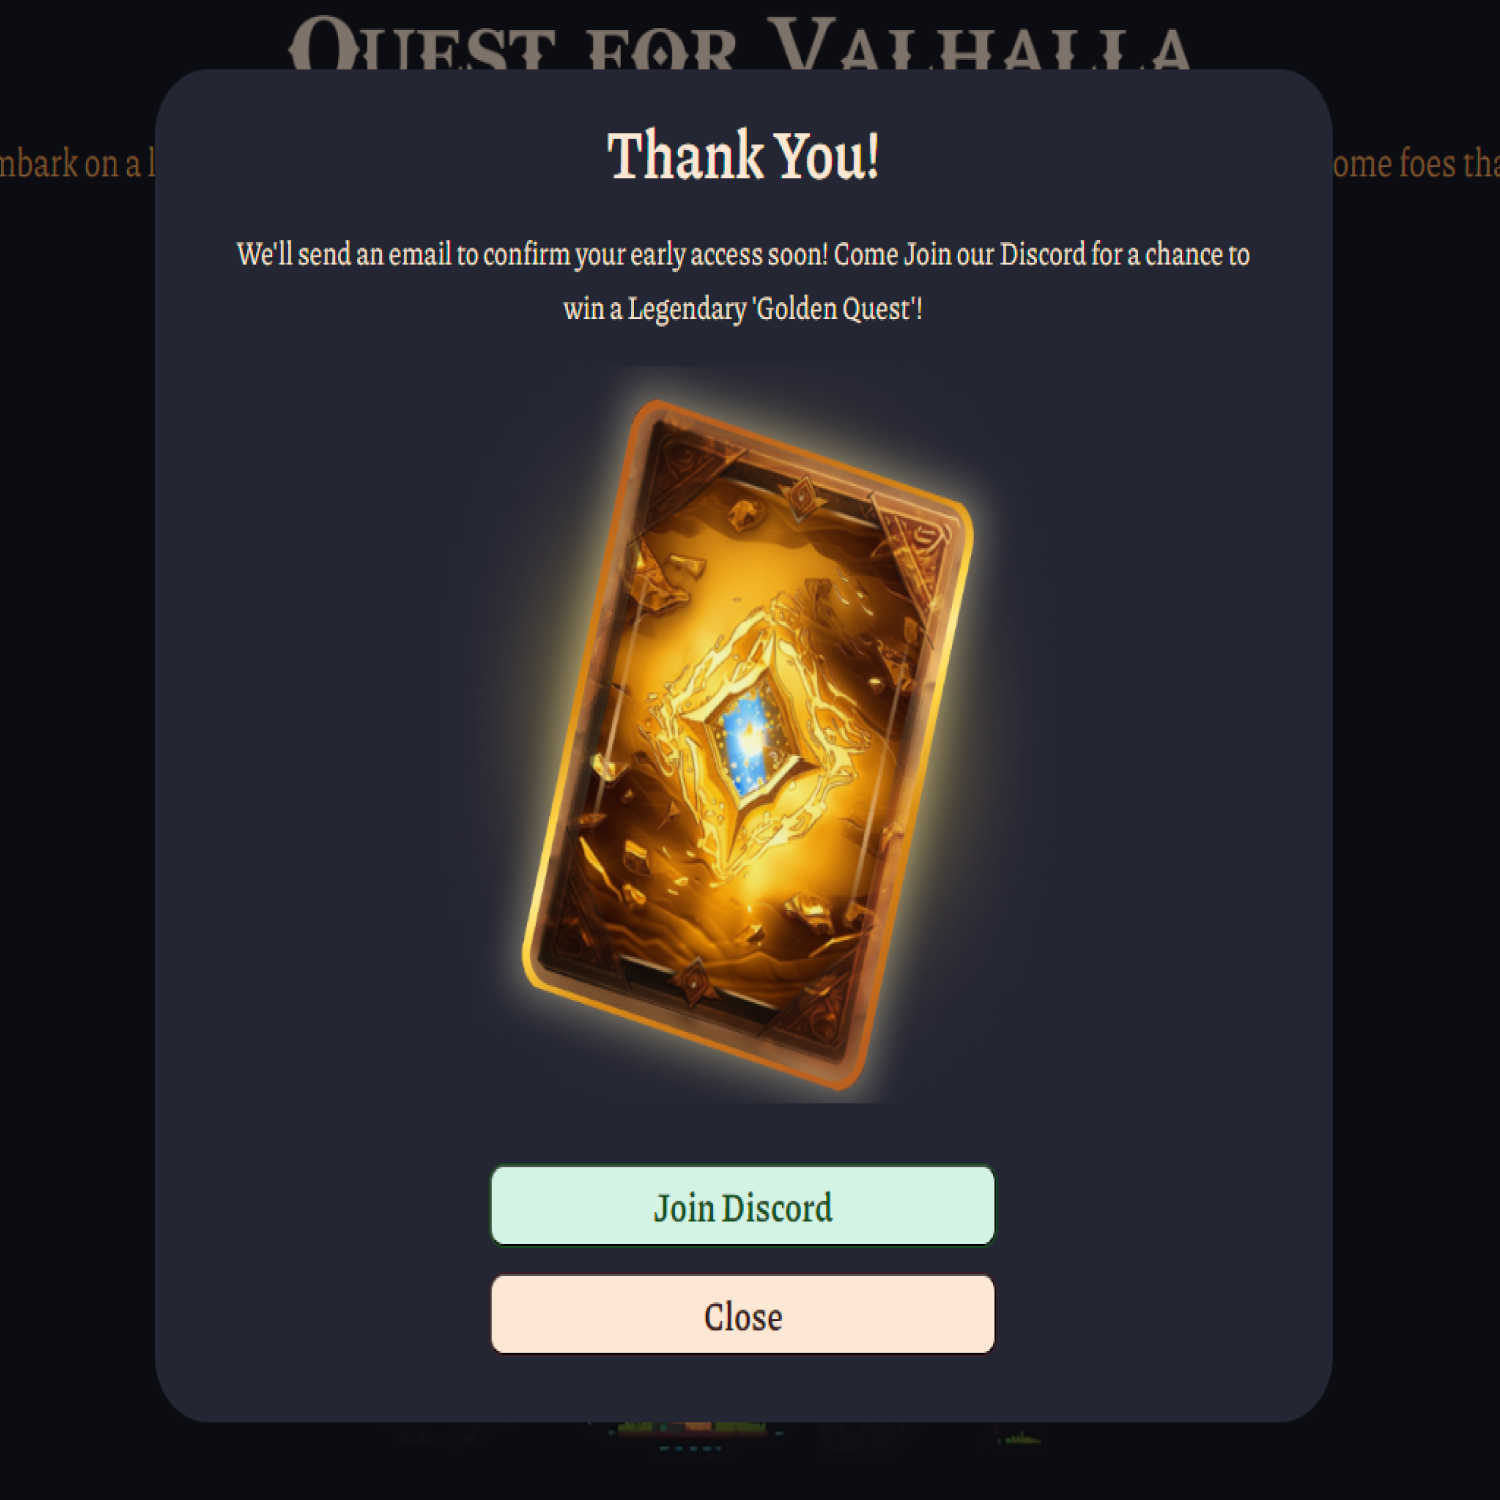 Quest for Valhalla
mbark on a l
ome foes tha
Thank You!
We'll send an email to confirm your early access soon! Come Join our Discord for a chance to
win a Legendary 'Golden Quest'!
Join Discord
Close